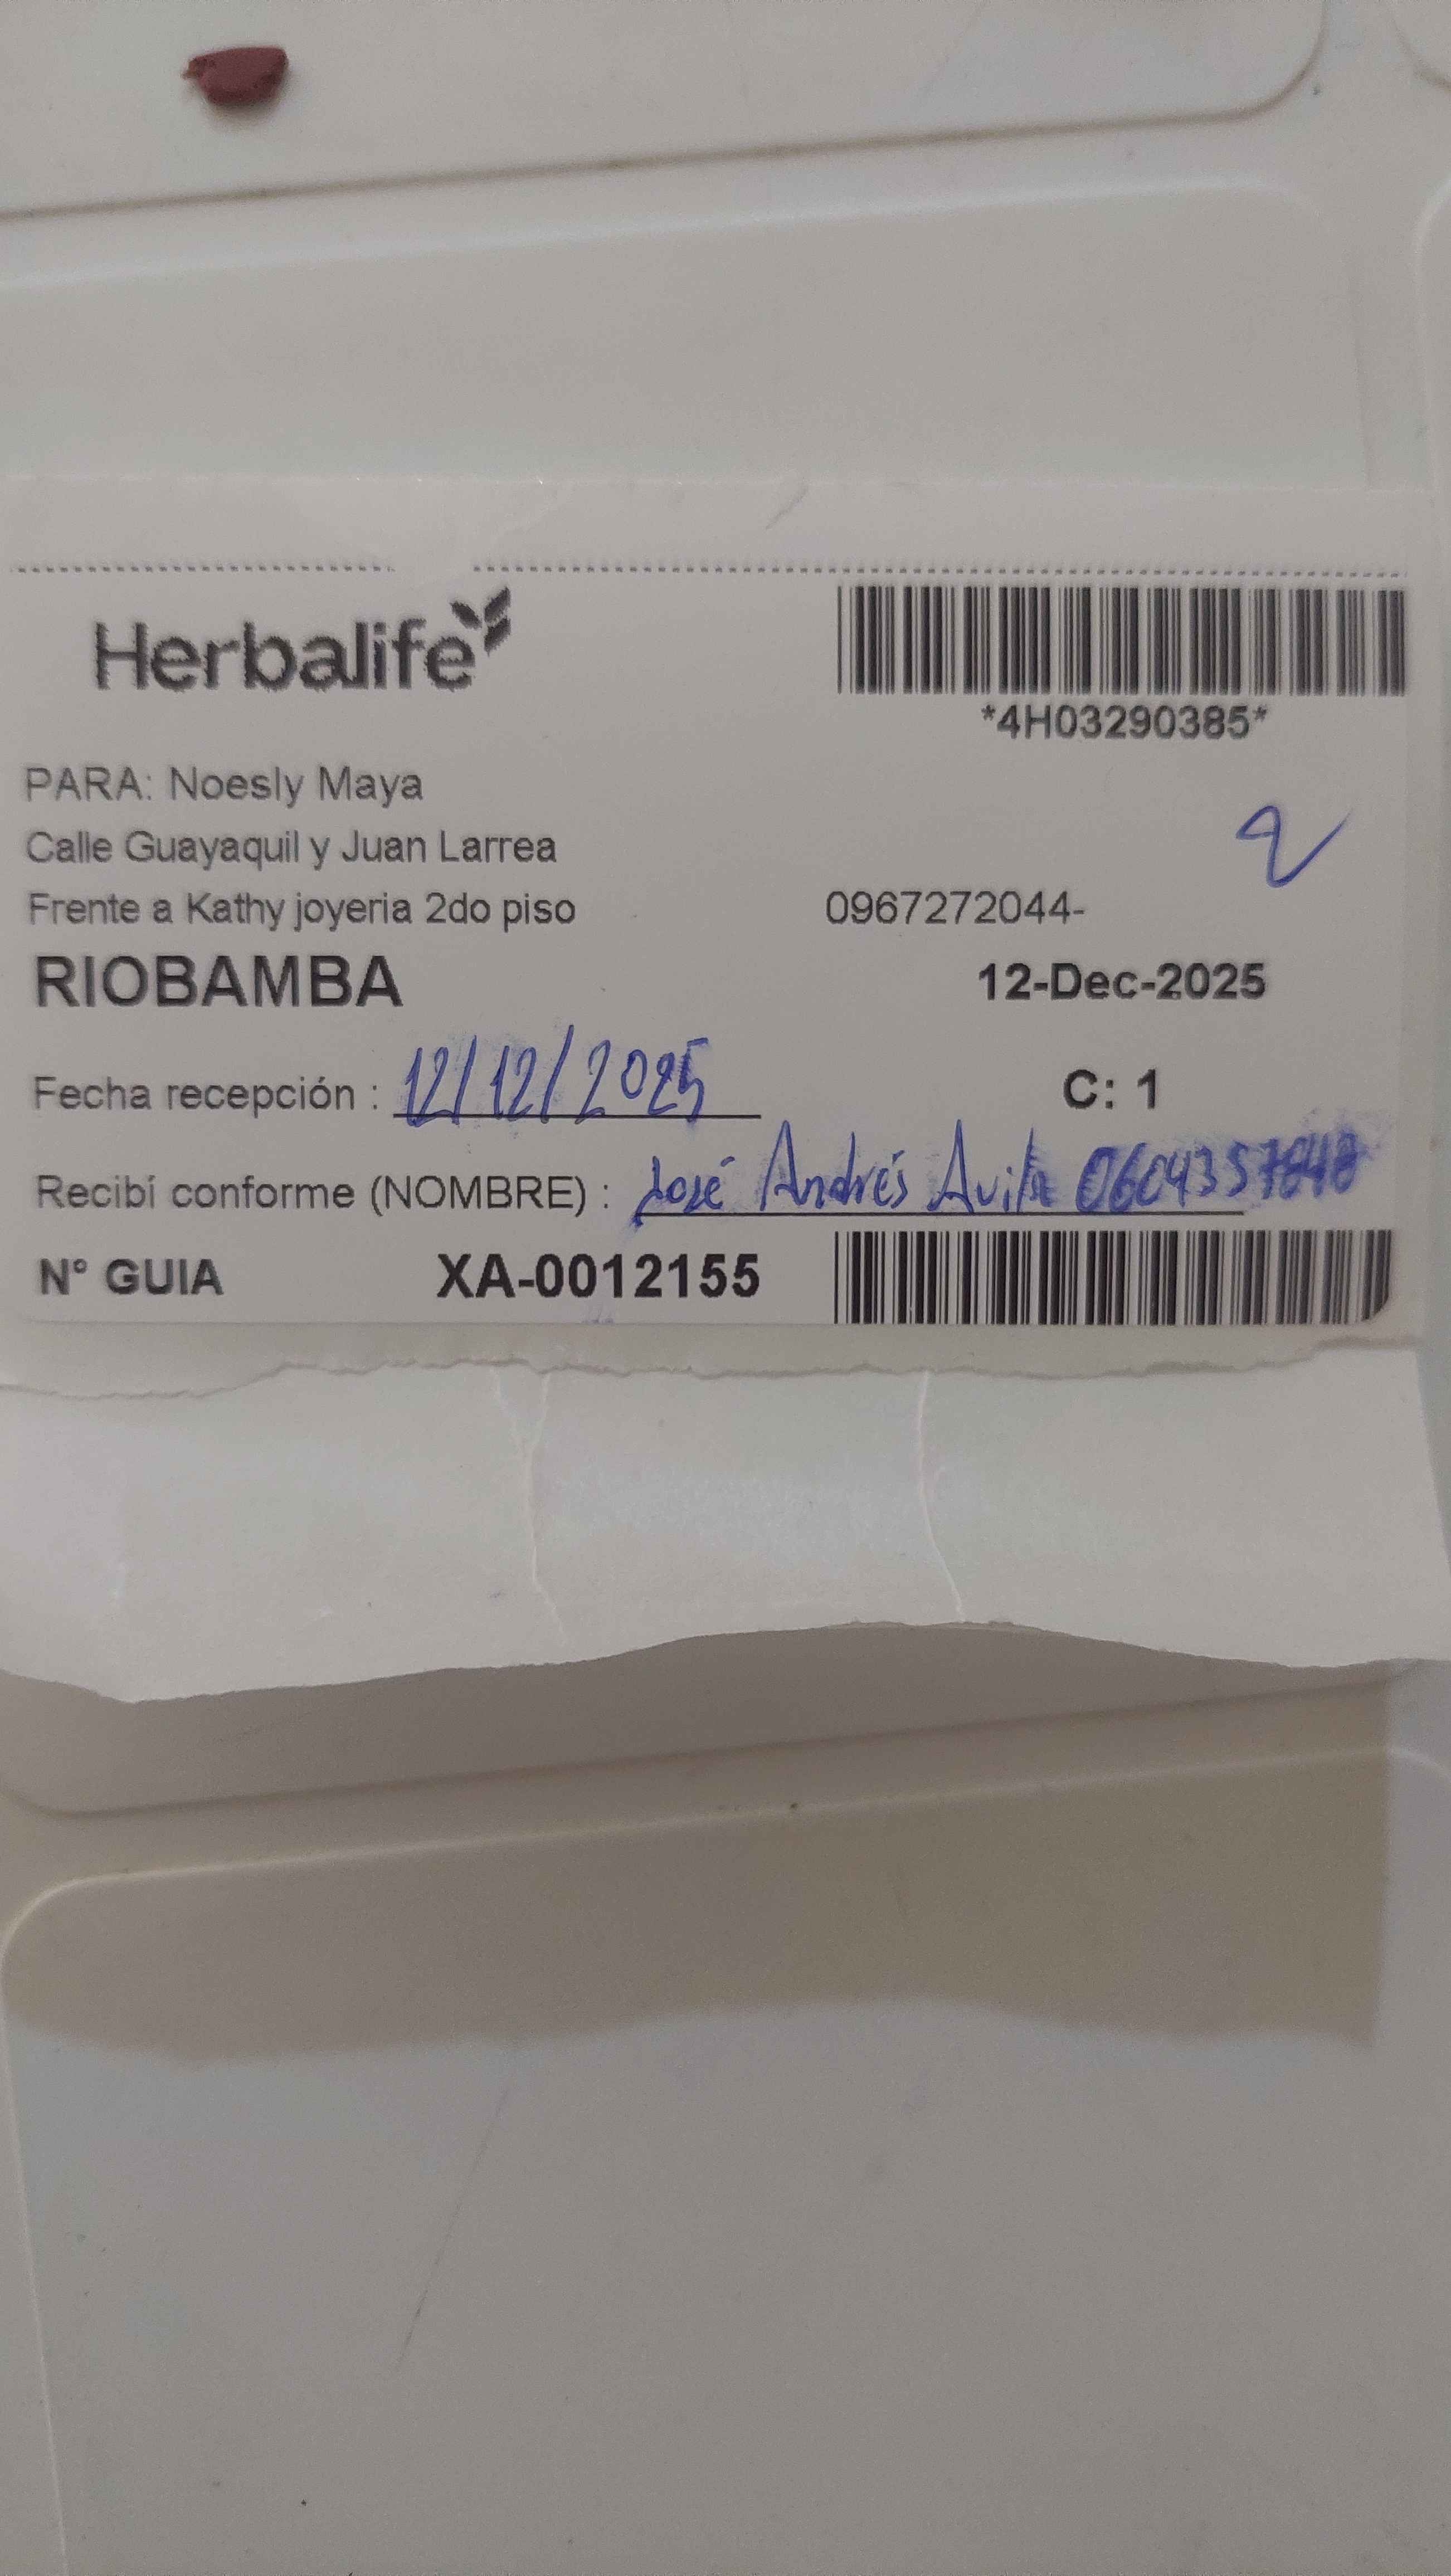 Herbalife
*4H03290385*
PARA: Noesly Maya
Calle Guayaquil y Juan Larrea
2
Frente a Kathy joyeria 2do piso 0967272044-
RIOBAMBA 12-Dec-2025
Fecha recepción : 12/12/2025 C: 1
Recibí conforme (NOMBRE) : José Andrés Avila
N° GUIA XA-0012155